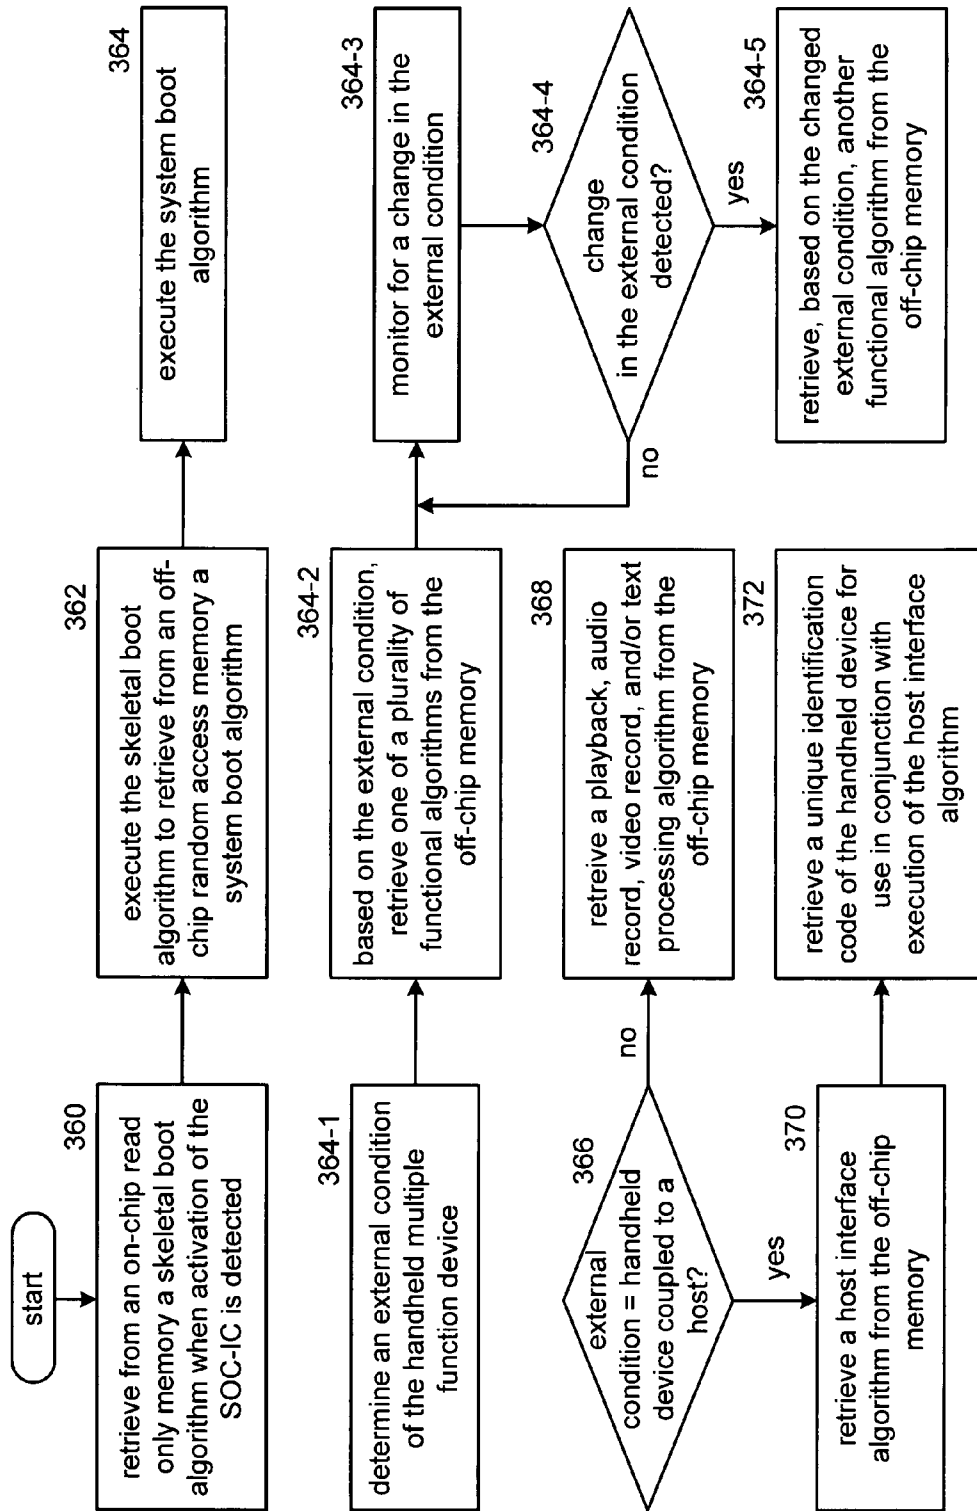 start
360
retrieve from an on-chip read
only memory a skeletal boot
algorithm when activation of the
SOC-IC is detected
362
execute the skeletal boot
algorithm to retrieve from an off-
chip random access memory a
system boot algorithm
364
execute the system boot
algorithm
364-1
determine an external condition
of the handheld multiple
function device
364-2
based on the external condition,
retrieve one of a plurality of
functional algorithms from the
off-chip memory
364-3
monitor for a change in the
external condition
364-4
change
in the external condition
detected?
no
yes
364-5
retrieve, based on the changed
external condition, another
functional algorithm from the
off-chip memory
366
external
condition = handheld
device coupled to a
host?
no
yes
368
retreive a playback, audio
record, video record, and/or text
processing algorithm from the
off-chip memory
370
retrieve a host interface
algorithm from the off-chip
memory
372
retrieve a unique identification
code of the handheld device for
use in conjunction with
execution of the host interface
algorithm